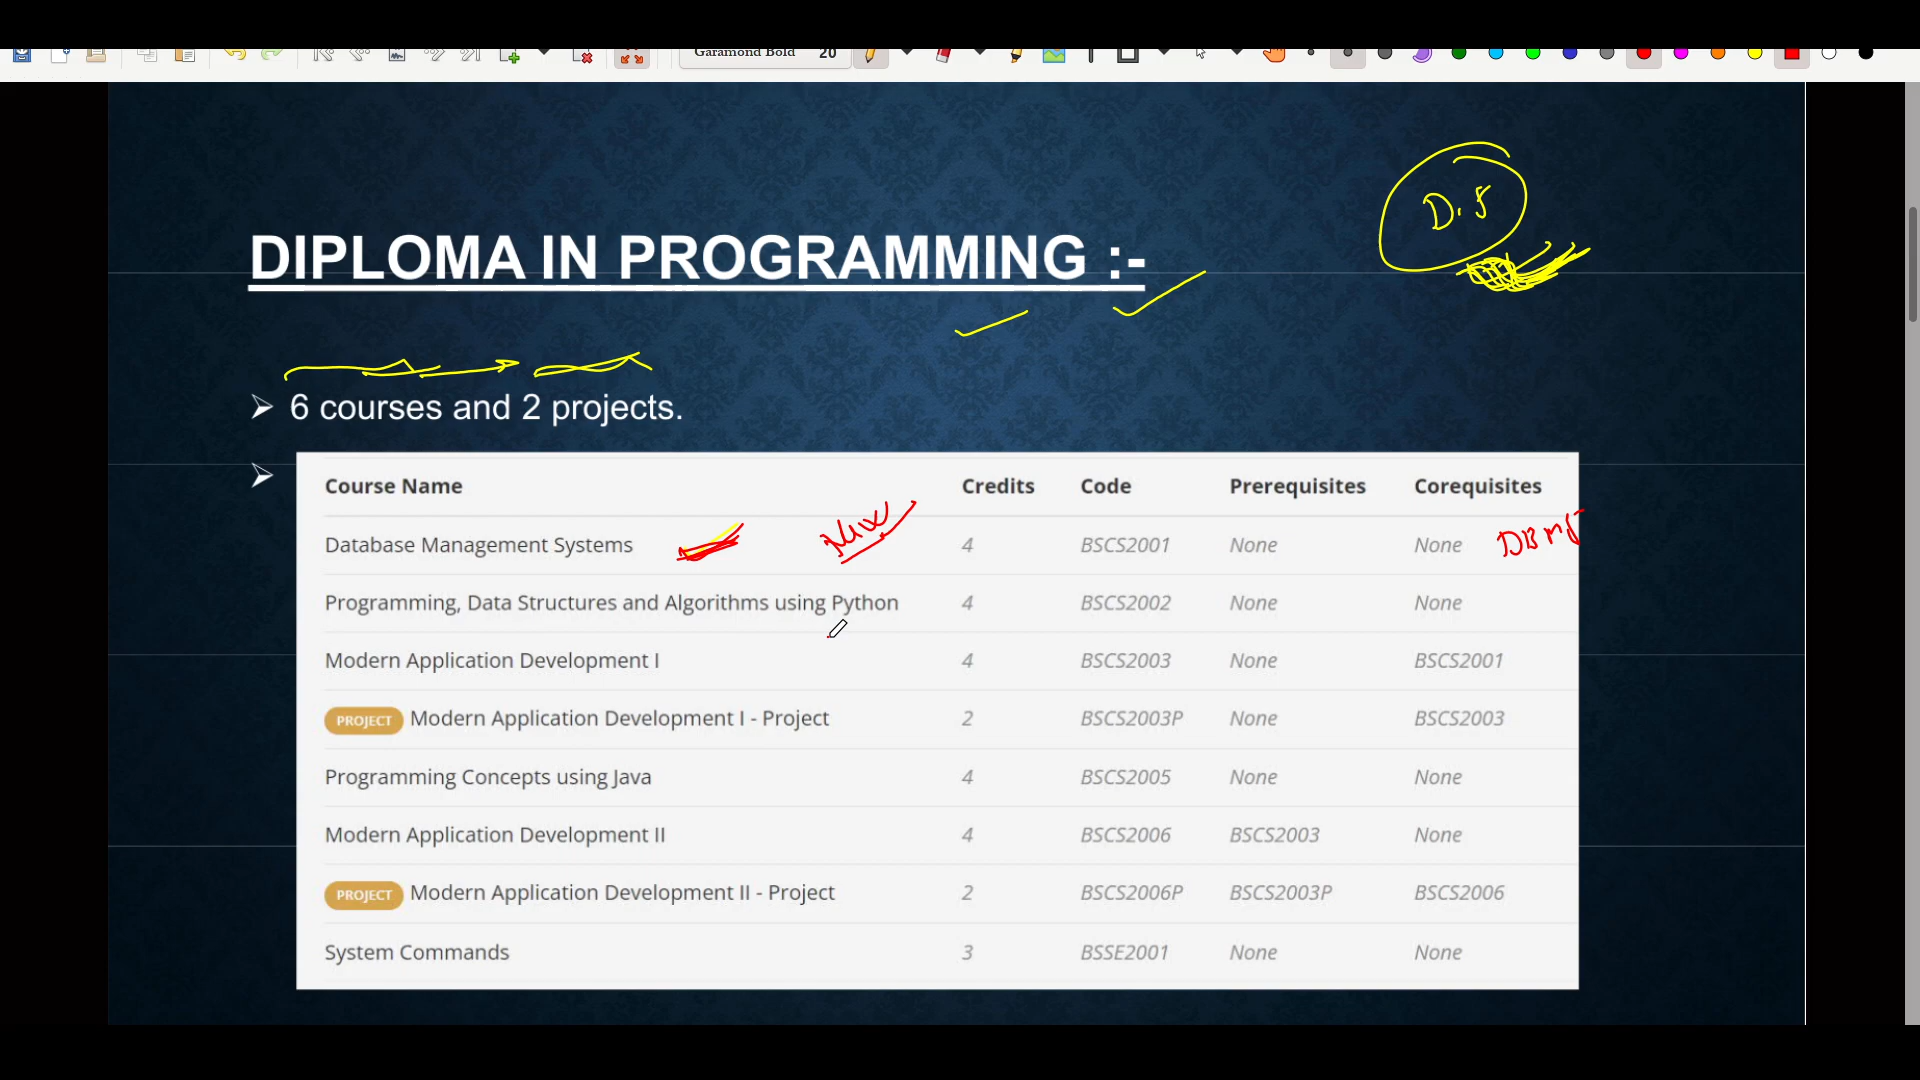 Garamond Bold 20
D.S
DIPLOMA IN PROGRAMMING :-
➤ 6 courses and 2 projects.
➤
Course Name Credits Code Prerequisites Corequisites
Database Management Systems 4 BSCS2001 None None DBMS
Programming, Data Structures and Algorithms using Python 4 BSCS2002 None None
Modern Application Development I 4 BSCS2003 None BSCS2001
PROJECT Modern Application Development I - Project 2 BSCS2003P None BSCS2003
Programming Concepts using Java 4 BSCS2005 None None
Modern Application Development II 4 BSCS2006 BSCS2003 None
PROJECT Modern Application Development II - Project 2 BSCS2006P BSCS2003P BSCS2006
System Commands 3 BSSE2001 None None